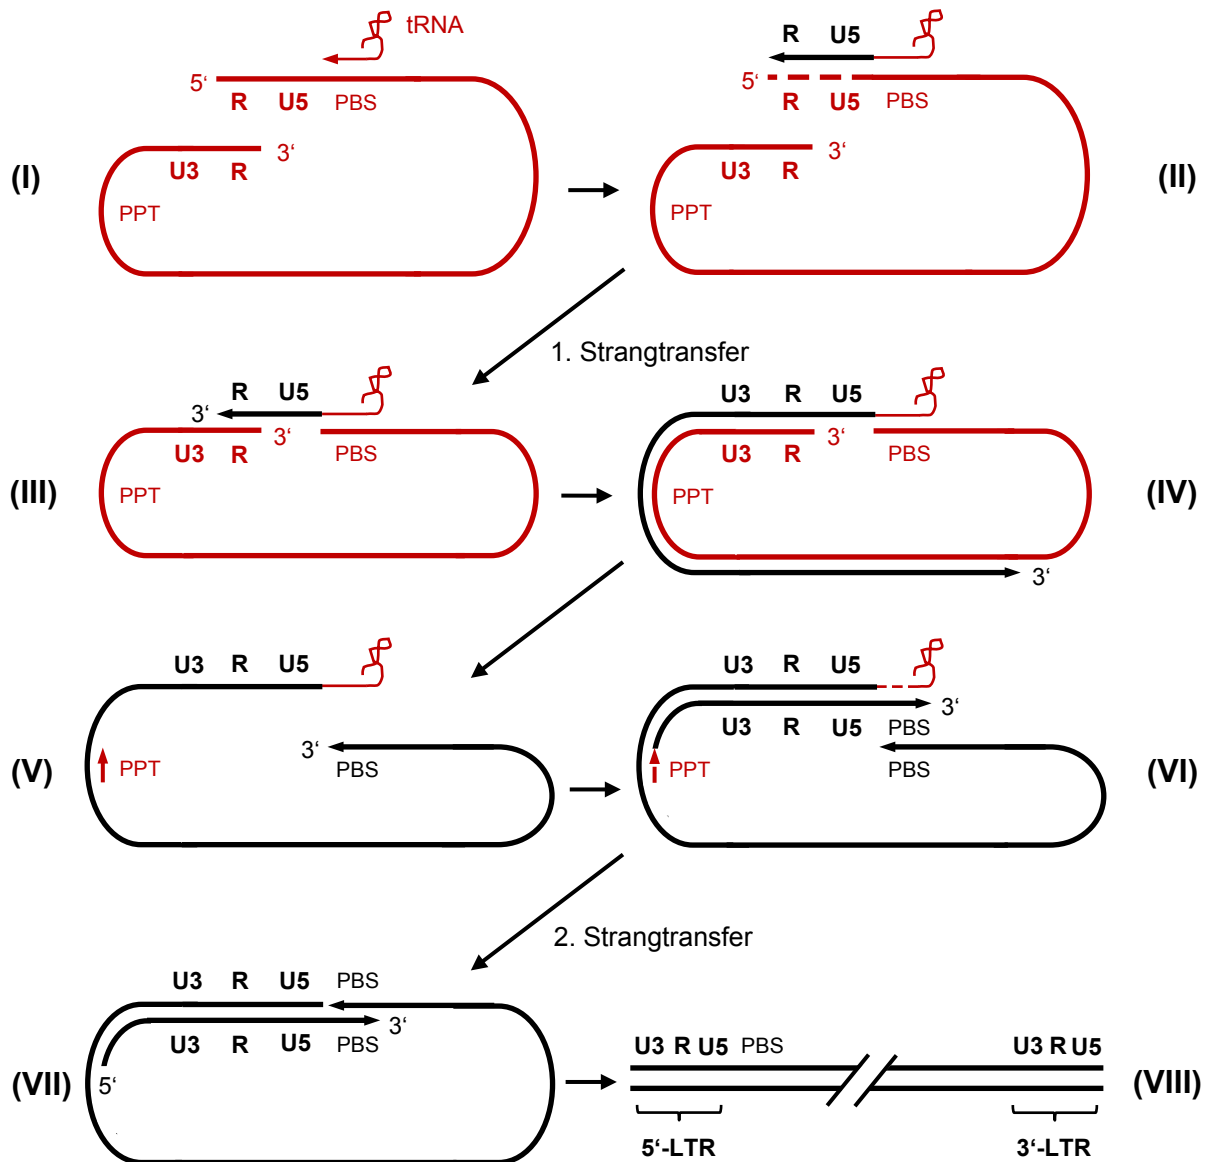 tRNA
5‘
R U5 PBS
3‘
U3 R
(I)
PPT
R U5
5‘
R U5 PBS
3‘
U3 R
(II)
PPT
1. Strangtransfer
R U5
3‘
3‘
U3 R PBS
(III)
PPT
U3 R U5
3‘
U3 R PBS
(IV)
PPT
3‘
U3 R U5
3‘
(V)
PPT
PBS
U3 R U5
3‘
U3 R U5 PBS
(VI)
PPT
PBS
2. Strangtransfer
U3 R U5 PBS
3‘
U3 R U5 PBS
(VII)
5‘
U3 R U5 PBS
U3 R U5
(VIII)
5‘-LTR
3‘-LTR